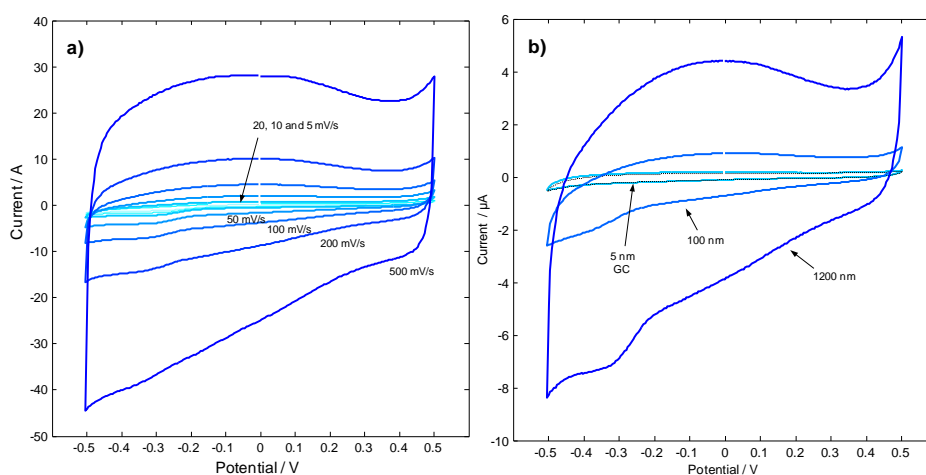 a)
40
30
20
10
0
-10
-20
-30
-40
-50
Current / A
20, 10 and 5 mV/s
50 mV/s
100 mV/s
200 mV/s
500 mV/s
-0.5 -0.4 -0.3 -0.2 -0.1 0 0.1 0.2 0.3 0.4 0.5
Potential / V
b)
6
4
2
0
-2
-4
-6
-8
-10
Current / µA
5 nm
GC
100 nm
1200 nm
-0.5 -0.4 -0.3 -0.2 -0.1 0 0.1 0.2 0.3 0.4 0.5
Potential / V